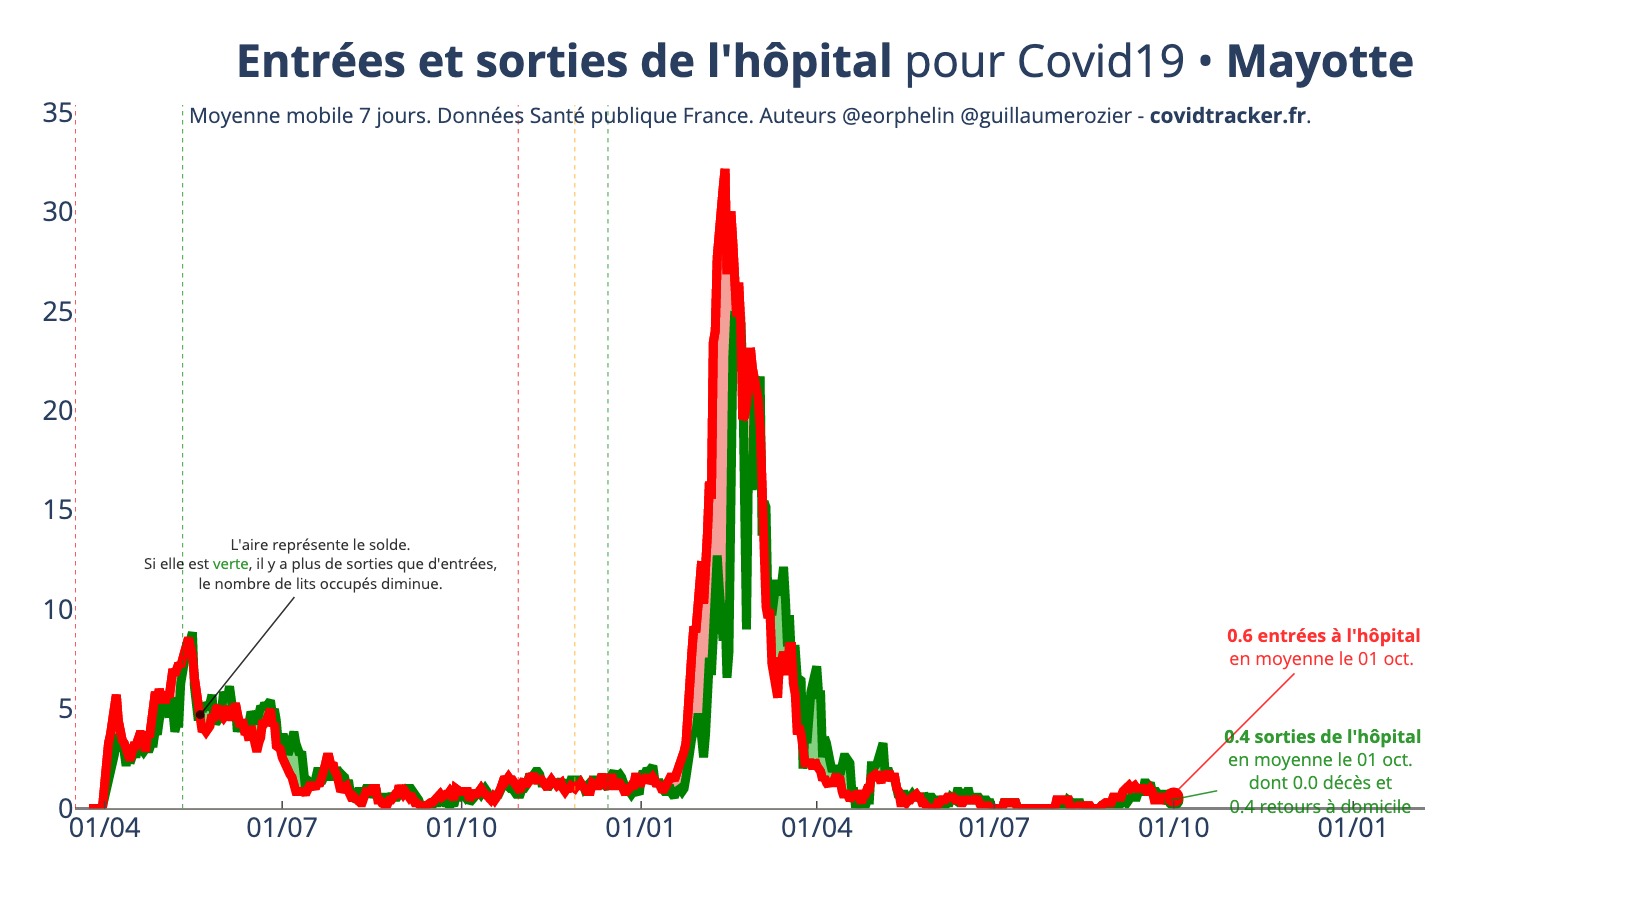 Entrées et sorties de l'hôpital pour Covid19 • Mayotte
Moyenne mobile 7 jours. Données Santé publique France. Auteurs @eorphelin @guillaumerozier - covidtracker.fr.
35
30
25
20
15
10
5
0
L'aire représente le solde.
Si elle est verte, il y a plus de sorties que d'entrées,
le nombre de lits occupés diminue.
0.6 entrées à l'hôpital
en moyenne le 01 oct.
0.4 sorties de l'hôpital
en moyenne le 01 oct.
dont 0.0 décès et
0.4 retours à domicile
01/04 01/07 01/10 01/01 01/04 01/07 01/10 01/01